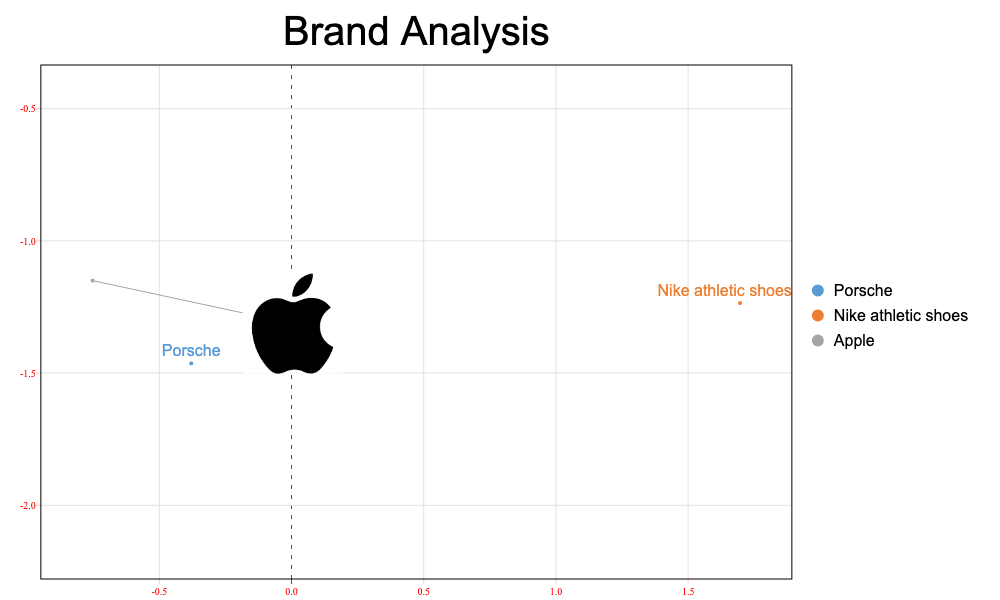 Brand Analysis
-0.5
-1.0
-1.5
-2.0
Nike athletic shoes
Porsche
-0.5 0.0 0.5 1.0 1.5
Porsche
Nike athletic shoes
Apple